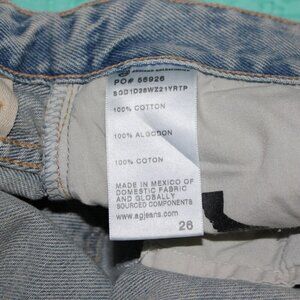 PO# 56926
SGD1D28WZ21YRTP
100% COTTON
100% ALGODON
100% COTON
MADE IN MEXICO OF
DOMESTIC FABRIC
AND GLOBALLY
SOURCED COMPONENTS
www.agjeans.com
26